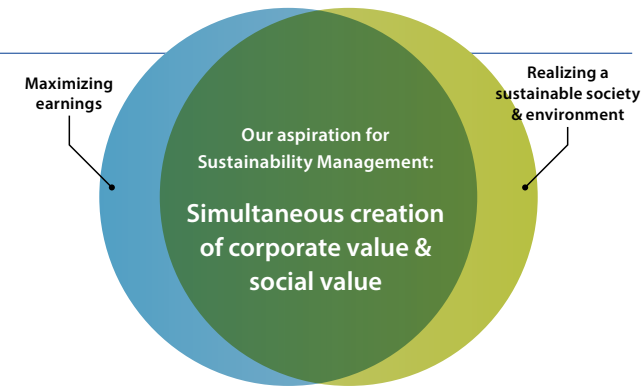 Maximizing
earnings
Realizing a
sustainable society
& environment
Our aspiration for
Sustainability Management:
Simultaneous creation
of corporate value &
social value